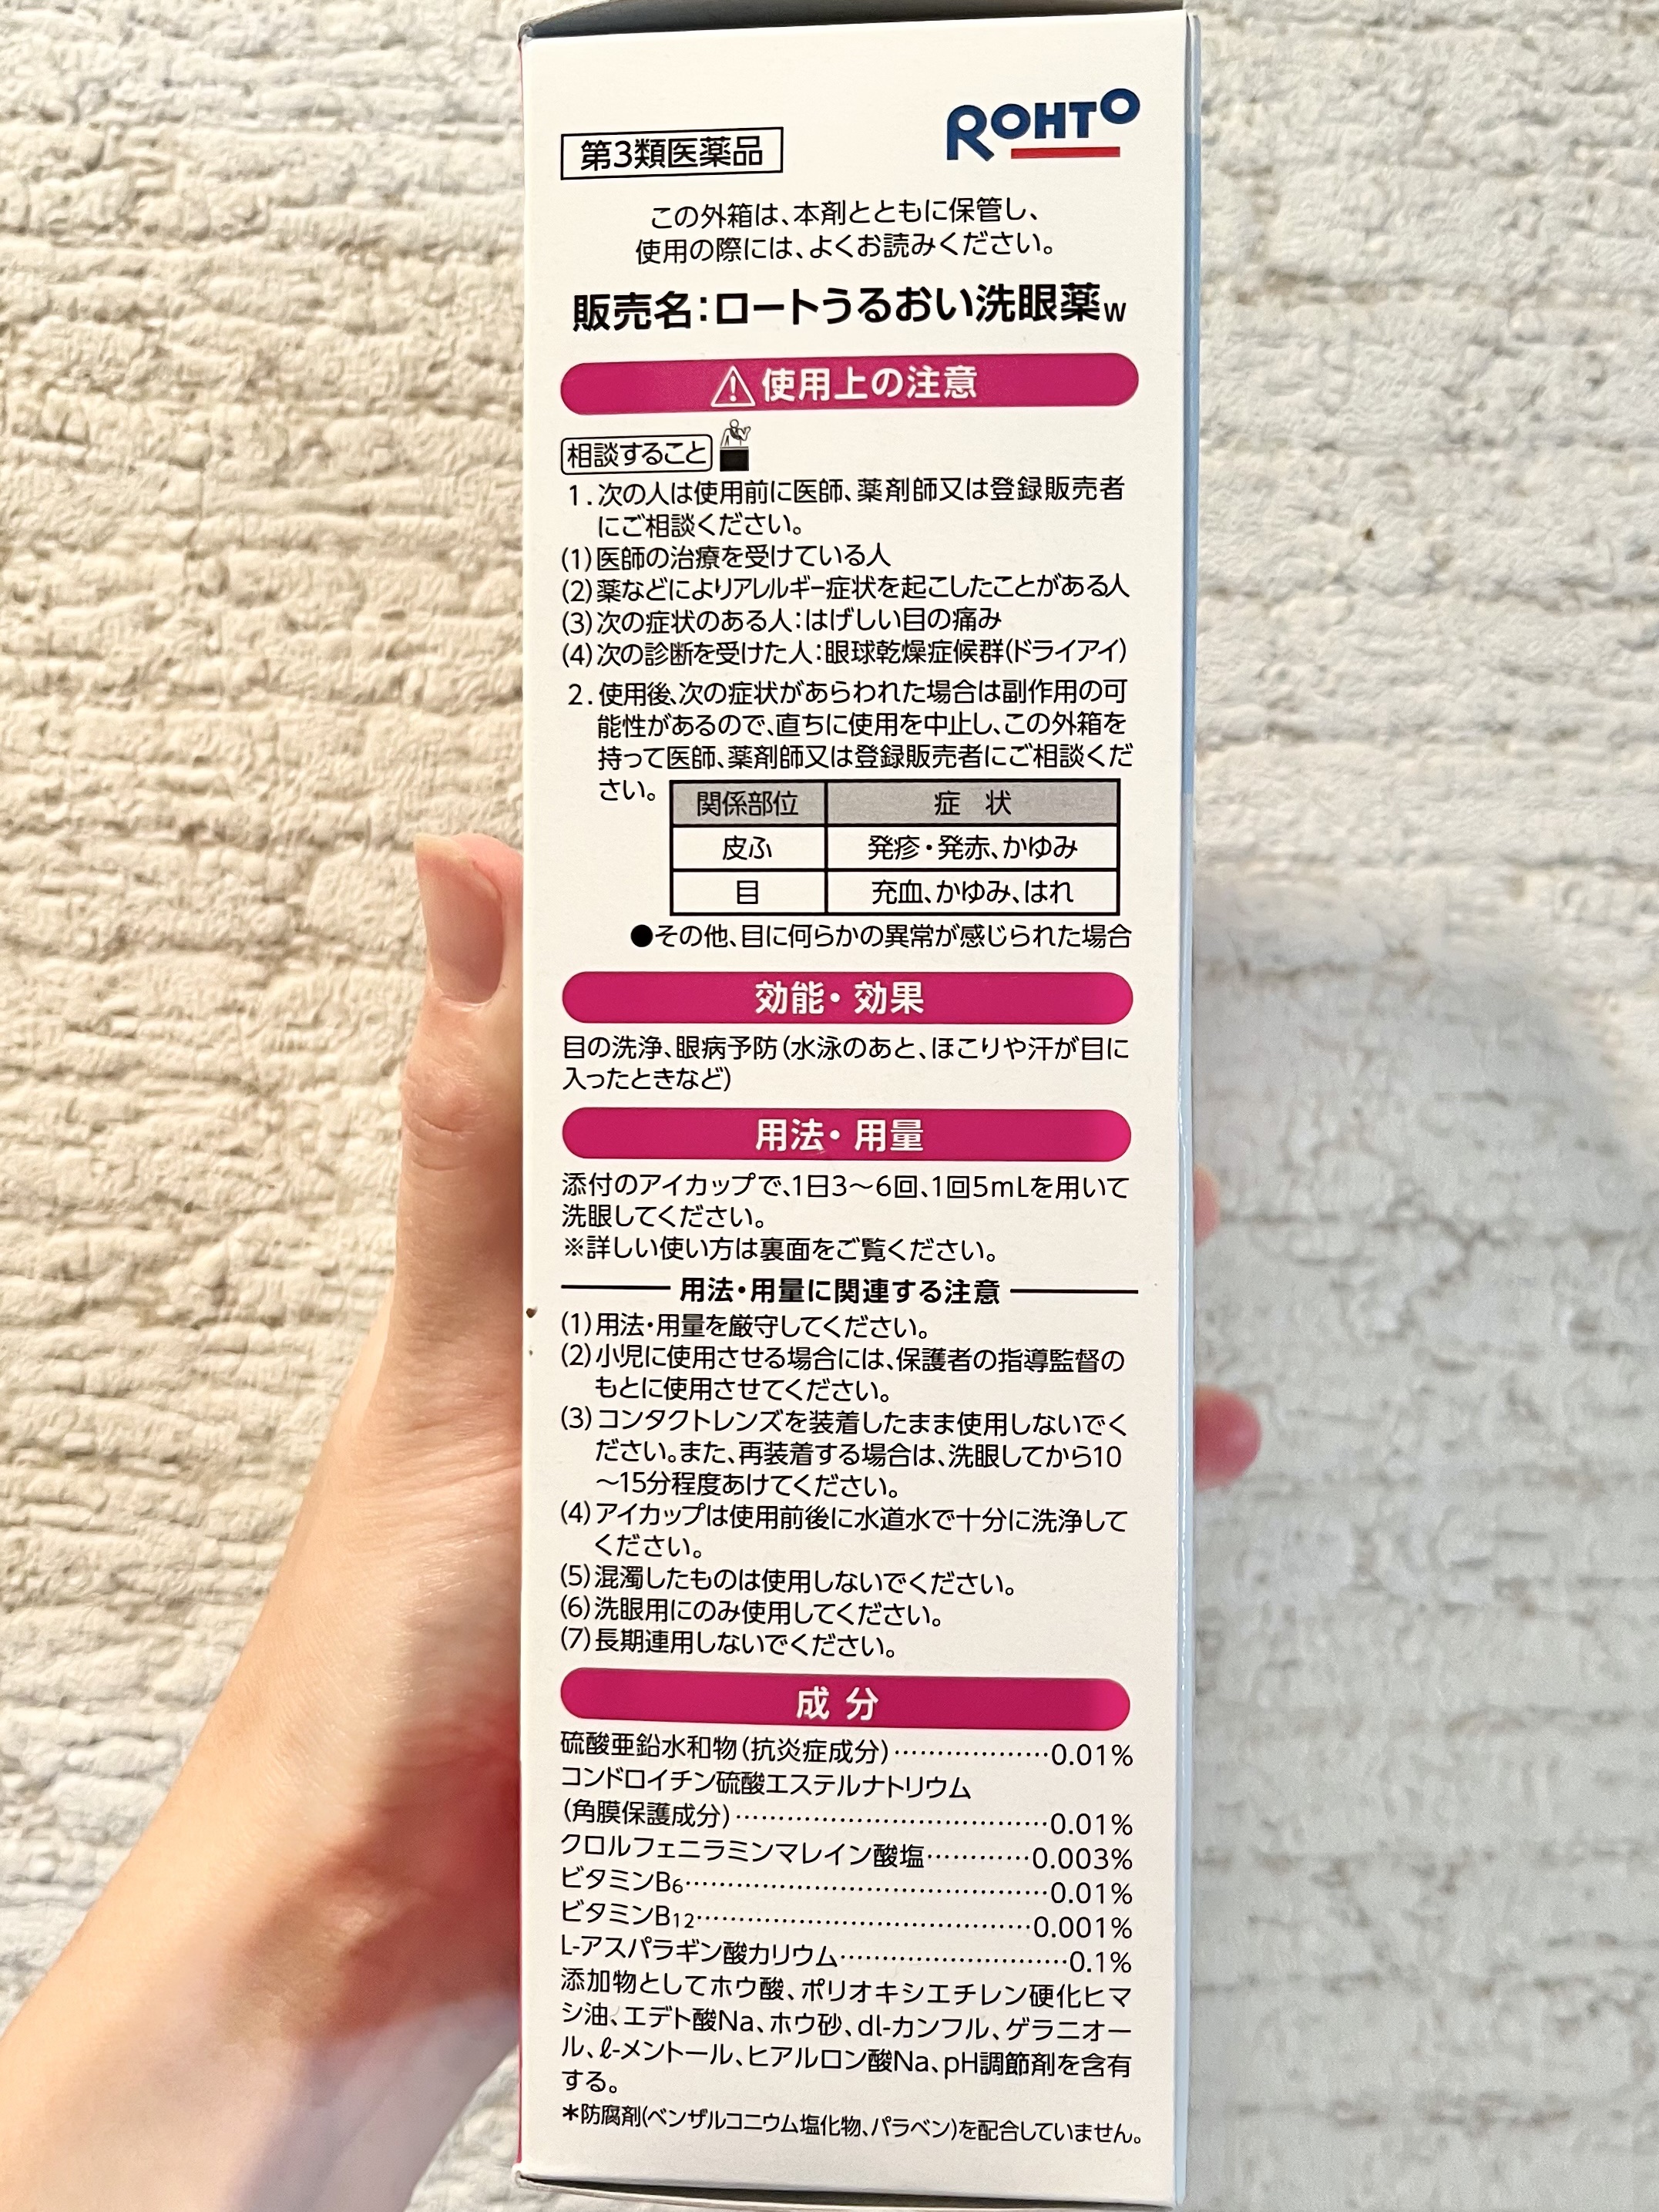 第3類医薬品
ROHTO
この外箱は、本剤とともに保管し、
使用の際には、よくお読みください。
販売名：ロートうるおい洗眼薬w
使用上の注意
相談すること
1. 次の人は使用前に医師、薬剤師又は登録販売者
にご相談ください。
(1)医師の治療を受けている人
(2)薬などによりアレルギー症状を起こしたことがある人
(3)次の症状のある人：はげしい目の痛み
(4)次の診断を受けた人：眼球乾燥症候群(ドライアイ)
2. 使用後、次の症状があらわれた場合は副作用の可
能性があるので、直ちに使用を中止し、この外箱を
持って医師、薬剤師又は登録販売者にご相談くだ
さい。
関係部位 症 状
皮ふ 発疹・発赤、かゆみ
目 充血、かゆみ、はれ
●その他、目に何らかの異常が感じられた場合
効能・効果
目の洗浄、眼病予防(水泳のあと、ほこりや汗が目に
入ったときなど)
用法・用量
添付のアイカップで、1日3〜6回、1回5mLを用いて
洗眼してください。
※詳しい使い方は裏面をご覧ください。
用法・用量に関連する注意
(1)用法・用量を厳守してください。
(2)小児に使用させる場合には、保護者の指導監督の
もとに使用させてください。
(3)コンタクトレンズを装着したまま使用しないでく
ださい。また、再装着する場合は、洗眼してから10
〜15分程度あけてください。
(4)アイカップは使用前後に水道水で十分に洗浄して
ください。
(5)混濁したものは使用しないでください。
(6)洗眼用にのみ使用してください。
(7)長期連用しないでください。
成 分
硫酸亜鉛水和物(抗炎症成分)………………0.01%
コンドロイチン硫酸エステルナトリウム
(角膜保護成分)………………………………0.01%
クロルフェニラミンマレイン酸塩…………0.003%
ビタミンB6……………………………………0.01%
ビタミンB12…………………………………0.001%
L-アスパラギン酸カリウム………………………0.1%
添加物としてホウ酸、ポリオキシエチレン硬化ヒマ
シ油、エデト酸Na、ホウ砂、dl-カンフル、ゲラニオー
ル、ℓ-メントール、ヒアルロン酸Na、pH調節剤を含有
する。
*防腐剤(ベンザルコニウム塩化物、パラベン)を配合していません。